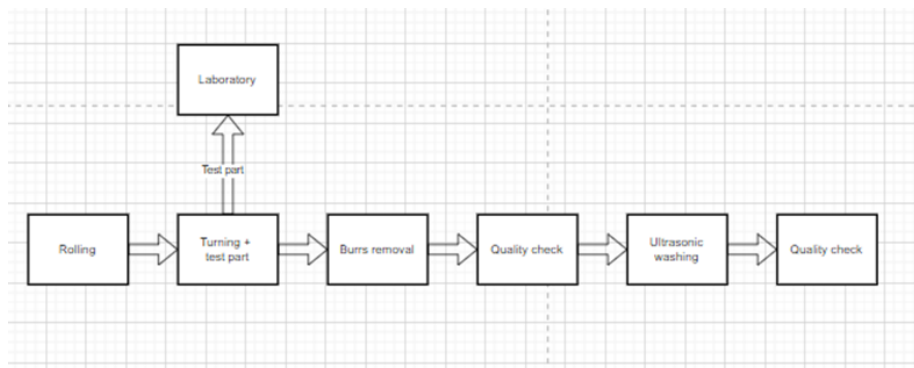 Laboratory
Test part
Rolling
Turning +
test part
Burrs removal
Quality check
Ultrasonic
washing
Quality check